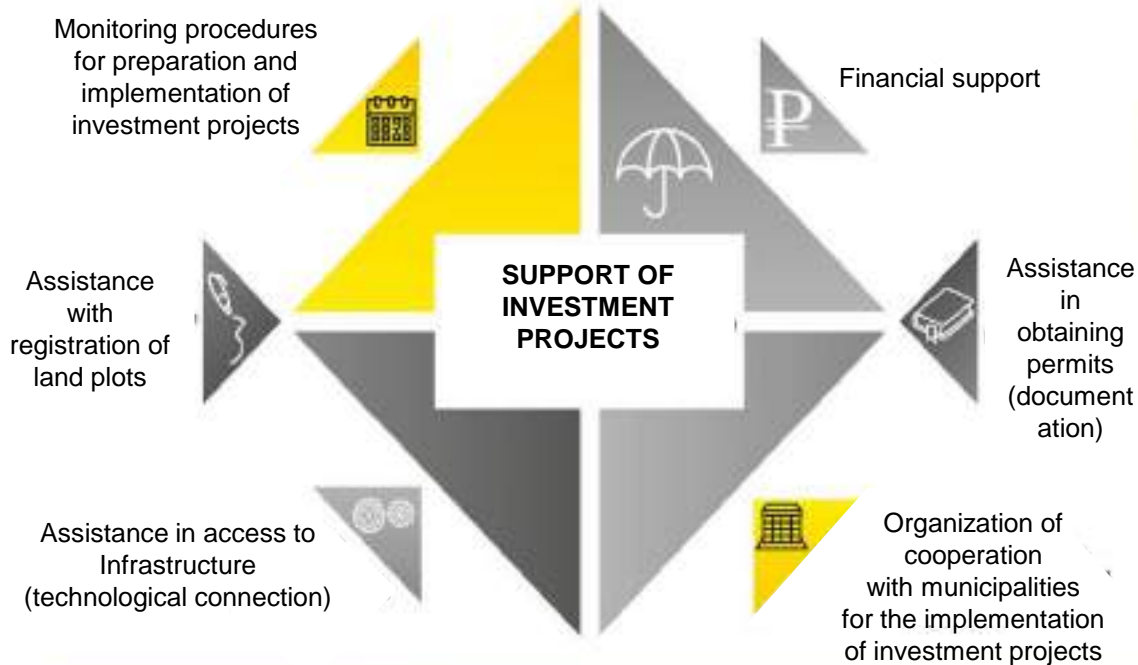 Monitoring procedures
for preparation and
implementation of
investment projects
Financial support
SUPPORT OF
INVESTMENT
PROJECTS
Assistance
with
registration of
land plots
Assistance
in
obtaining
permits
(document
ation)
Assistance in access to
Infrastructure
(technological connection)
Organization of
cooperation
with municipalities
for the implementation
of investment projects